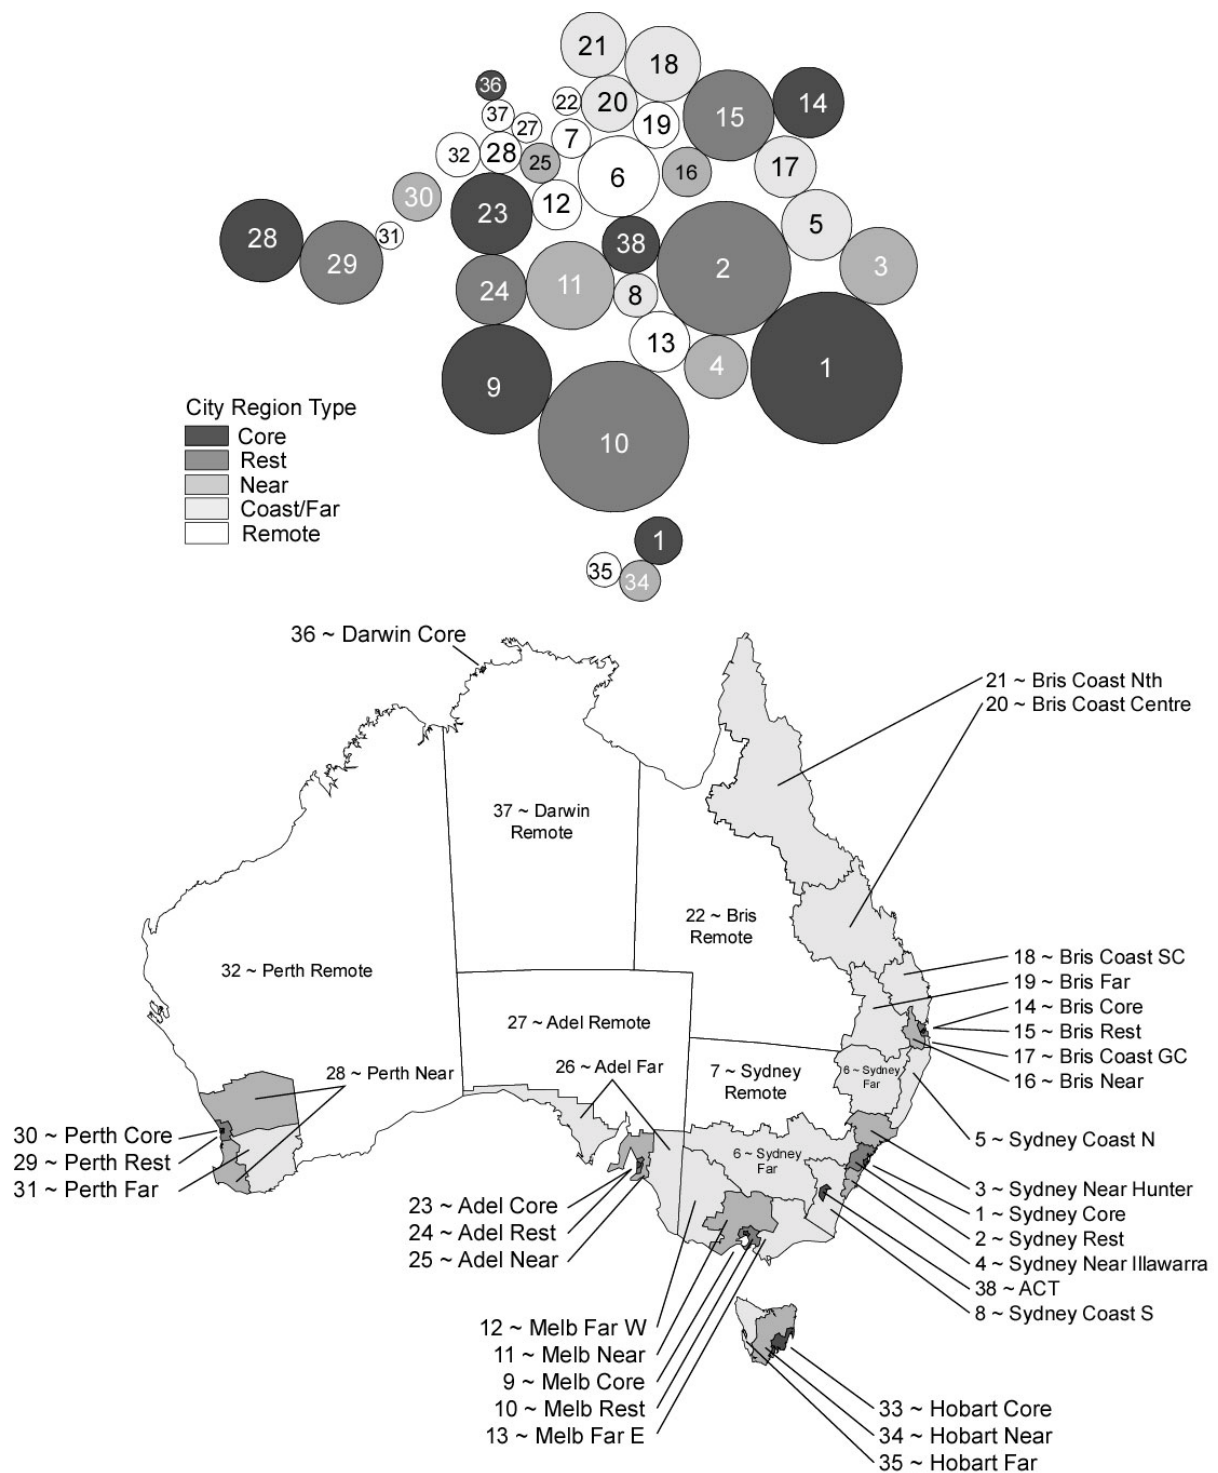 21
18
36
22
20
15
14
37
27
7
19
32
28
25
6
16
17
30
12
23
5
28
31
38
29
11
2
3
24
8
13
4
1
9
10
City Region Type
Core
Rest
Near
Coast/Far
Remote
1
35
34
36 ~ Darwin Core
21 ~ Bris Coast Nth
20 ~ Bris Coast Centre
37 ~ Darwin
Remote
22 ~ Bris
Remote
32 ~ Perth Remote
18 ~ Bris Coast SC
19 ~ Bris Far
14 ~ Bris Core
15 ~ Bris Rest
17 ~ Bris Coast GC
16 ~ Bris Near
27 ~ Adel Remote
26 ~ Adel Far
28 ~ Perth Near
7 ~ Sydney
Remote
6 ~ Sydney
Far
30 ~ Perth Core
29 ~ Perth Rest
31 ~ Perth Far
5 ~ Sydney Coast N
6 ~ Sydney
Far
3 ~ Sydney Near Hunter
1 ~ Sydney Core
2 ~ Sydney Rest
4 ~ Sydney Near Illawarra
38 ~ ACT
8 ~ Sydney Coast S
23 ~ Adel Core
24 ~ Adel Rest
25 ~ Adel Near
12 ~ Melb Far W
11 ~ Melb Near
9 ~ Melb Core
10 ~ Melb Rest
13 ~ Melb Far E
33 ~ Hobart Core
34 ~ Hobart Near
35 ~ Hobart Far